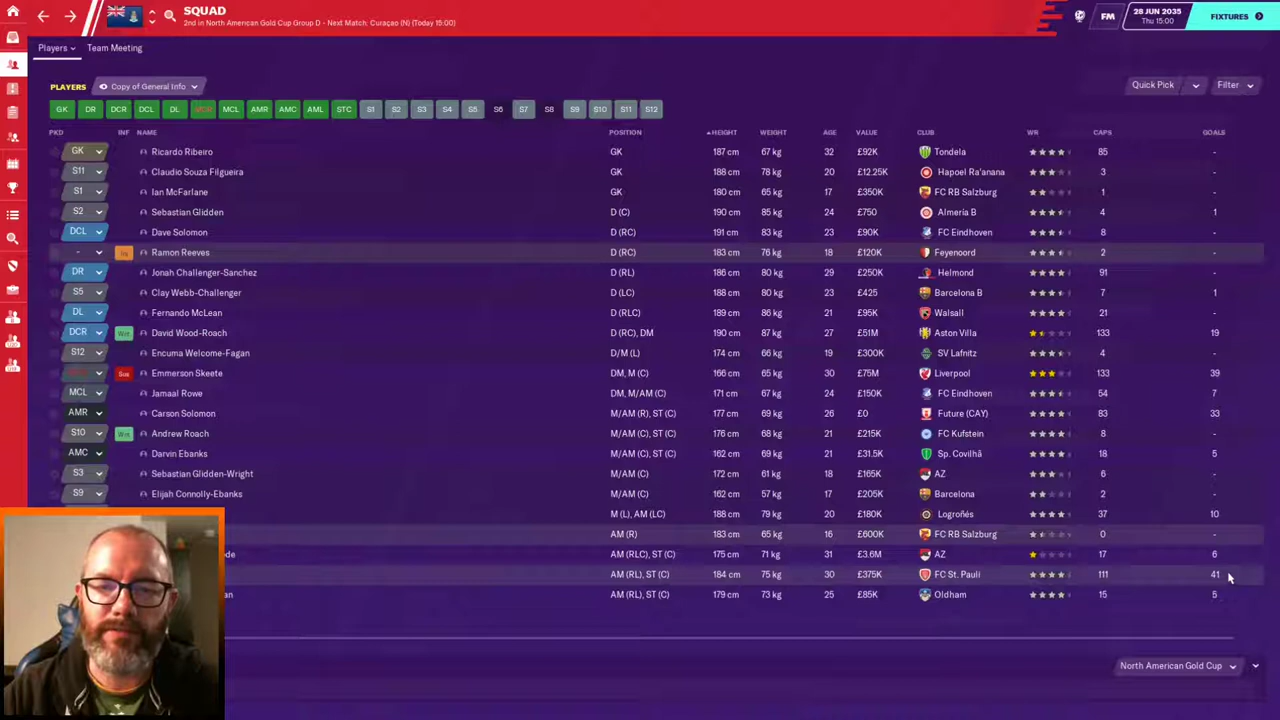 SQUAD
2nd in North American Gold Cup Group D - Next Match: Curaçao (N) (Today 15:00)
FM
28 JUN 2035
Thu 15:00
FIXTURES
Players
Team Meeting
PLAYERS
Copy of General Info
Quick Pick
Filter
GK DR DCR DCL DL MCR MCL AMR AMC AML STC S1 S2 S3 S4 S5 S6 S7 S8 S9 S10 S11 S12
PKD INF NAME POSITION HEIGHT WEIGHT AGE VALUE CLUB WR CAPS GOALS
GK Ricardo Ribeiro GK 187 cm 67 kg 32 £92K Tondela 85 -
S11 Claudio Souza Filgueira GK 188 cm 78 kg 20 £12.25K Hapoel Ra'anana 3 -
S1 Ian McFarlane GK 180 cm 65 kg 17 £350K FC RB Salzburg 1 -
S2 Sebastian Glidden D (C) 190 cm 85 kg 24 £750 Almeria B 4 1
DCL Dave Solomon D (RC) 191 cm 83 kg 23 £90K FC Eindhoven 8 -
- Inj Ramon Reeves D (RC) 183 cm 76 kg 18 £120K Feyenoord 2 -
DR Jonah Challenger-Sanchez D (RL) 186 cm 80 kg 29 £250K Helmond 91 -
S5 Clay Webb-Challenger D (LC) 188 cm 80 kg 23 £425 Barcelona B 7 1
DL Fernando McLean D (RLC) 189 cm 86 kg 21 £95K Walsall 21 -
DCR Wnt David Wood-Roach D (RC), DM 190 cm 87 kg 27 £51M Aston Villa 133 19
S12 Encuma Welcome-Fagan D/M (L) 174 cm 66 kg 19 £300K SV Lafnitz 4 -
Sus Emmerson Skeete DM, M (C) 166 cm 65 kg 30 £75M Liverpool 133 39
MCL Jamaal Rowe DM, M/AM (C) 171 cm 67 kg 24 £150K FC Eindhoven 54 7
AMR Carson Solomon M/AM (R), ST (C) 177 cm 69 kg 26 £0 Future (CAY) 83 33
S10 Wnt Andrew Roach M/AM (C), ST (C) 176 cm 68 kg 21 £215K FC Kufstein 8 -
AMC Darvin Ebanks M/AM (C), ST (C) 162 cm 69 kg 21 £31.5K Sp. Covilhã 18 5
S3 Sebastian Glidden-Wright M/AM (C) 172 cm 61 kg 18 £165K AZ 6 -
S9 Elijah Connolly-Ebanks M/AM (C) 162 cm 57 kg 17 £205K Barcelona 2 -
M (L), AM (LC) 188 cm 79 kg 20 £180K Logroñés 37 10
AM (R) 183 cm 65 kg 16 £600K FC RB Salzburg 0 -
AM (RLC), ST (C) 175 cm 71 kg 31 £3.6M AZ 17 6
AM (RL), ST (C) 184 cm 75 kg 30 £375K FC St. Pauli 111 41
AM (RL), ST (C) 179 cm 73 kg 25 £85K Oldham 15 5
North American Gold Cup